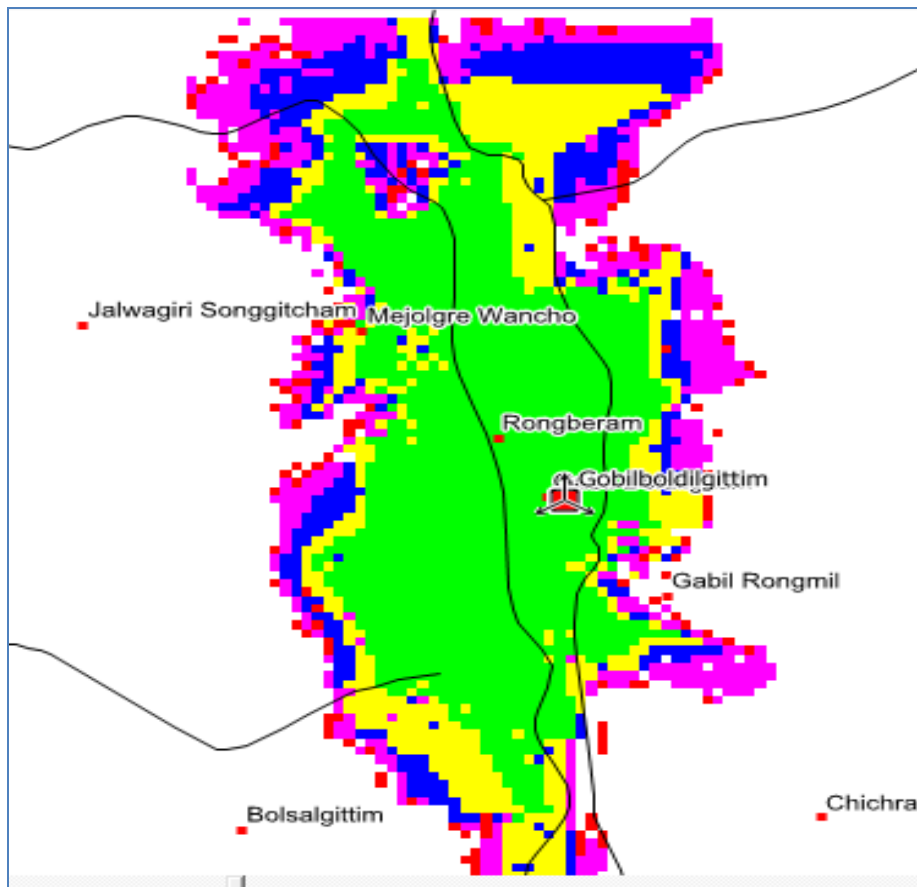 Jalwagiri Songgitcham
Mejolgre Wancho
Rongberam
Gobilboldilgittim
Gabil Rongmil
Bolsalgittim
Chichra